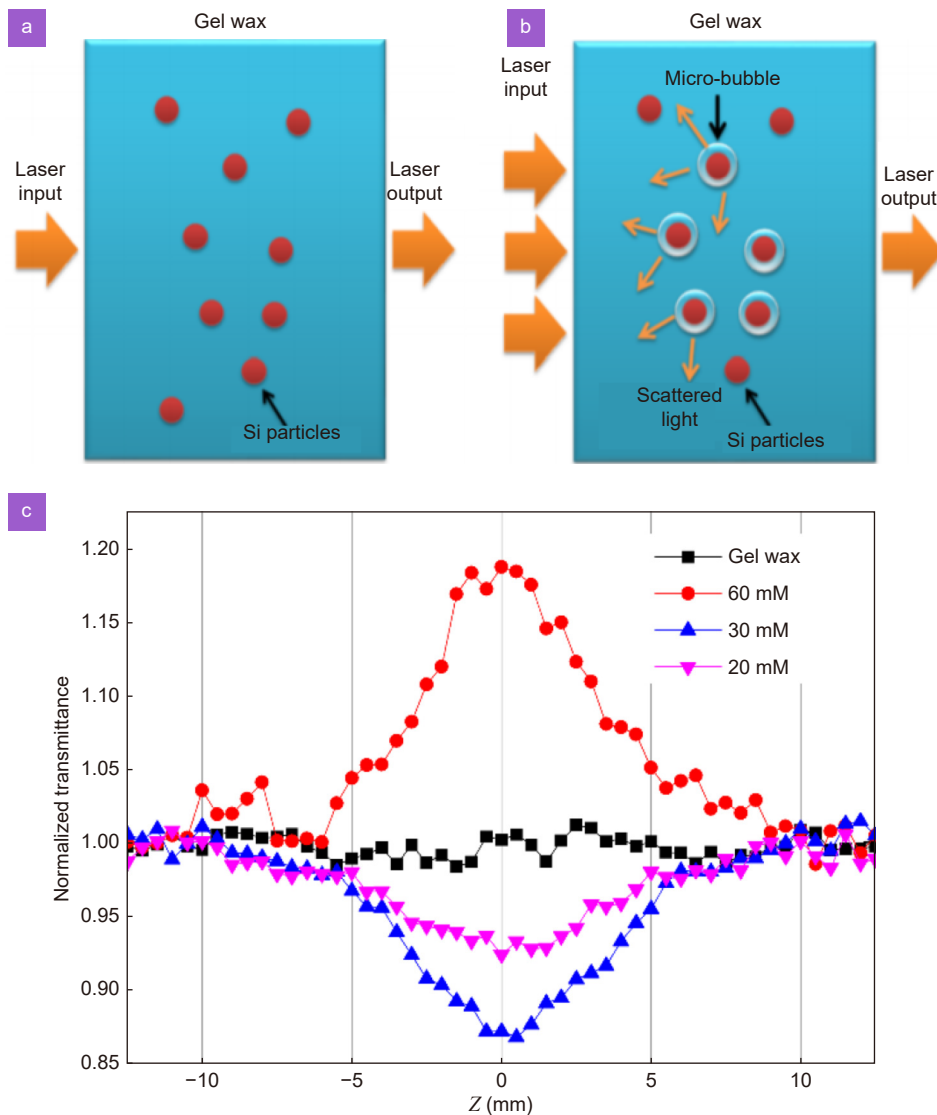 a
Gel wax
Laser
input
Laser
output
Si particles
b
Gel wax
Laser
input
Micro-bubble
Laser
output
Scattered
light
Si particles
c
Normalized transmittance
1.20
1.15
1.10
1.05
1.00
0.95
0.90
0.85
Gel wax
60 mM
30 mM
20 mM
−10
−5
0
5
10
Z (mm)